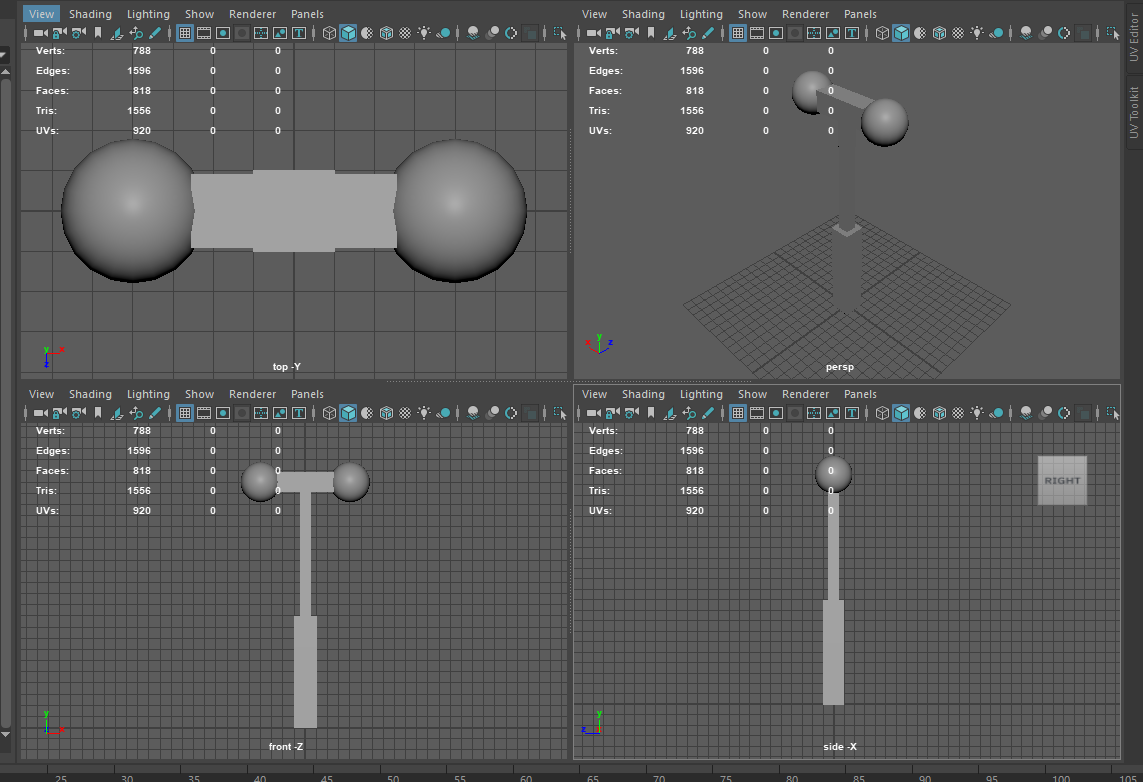 View Shading Lighting Show Renderer Panels
Verts: 788 0 0
Edges: 1596 0 0
Faces: 818 0 0
Tris: 1556 0 0
UVs: 920 0 0
y x
z
top -Y
View Shading Lighting Show Renderer Panels
Verts: 788 0 0
Edges: 1596 0 0
Faces: 818 0 0
Tris: 1556 0 0
UVs: 920 0 0
y
x z
persp
UV Editor
UV Toolkit
View Shading Lighting Show Renderer Panels
Verts: 788 0 0
Edges: 1596 0 0
Faces: 818 0 0
Tris: 1556 0 0
UVs: 920 0 0
y
x
front -Z
View Shading Lighting Show Renderer Panels
Verts: 788 0 0
Edges: 1596 0 0
Faces: 818 0 0
Tris: 1556 0 0
UVs: 920 0 0
RIGHT
y
z
side -X
25 30 35 40 45 50 55 60 65 70 75 80 85 90 95 100 105